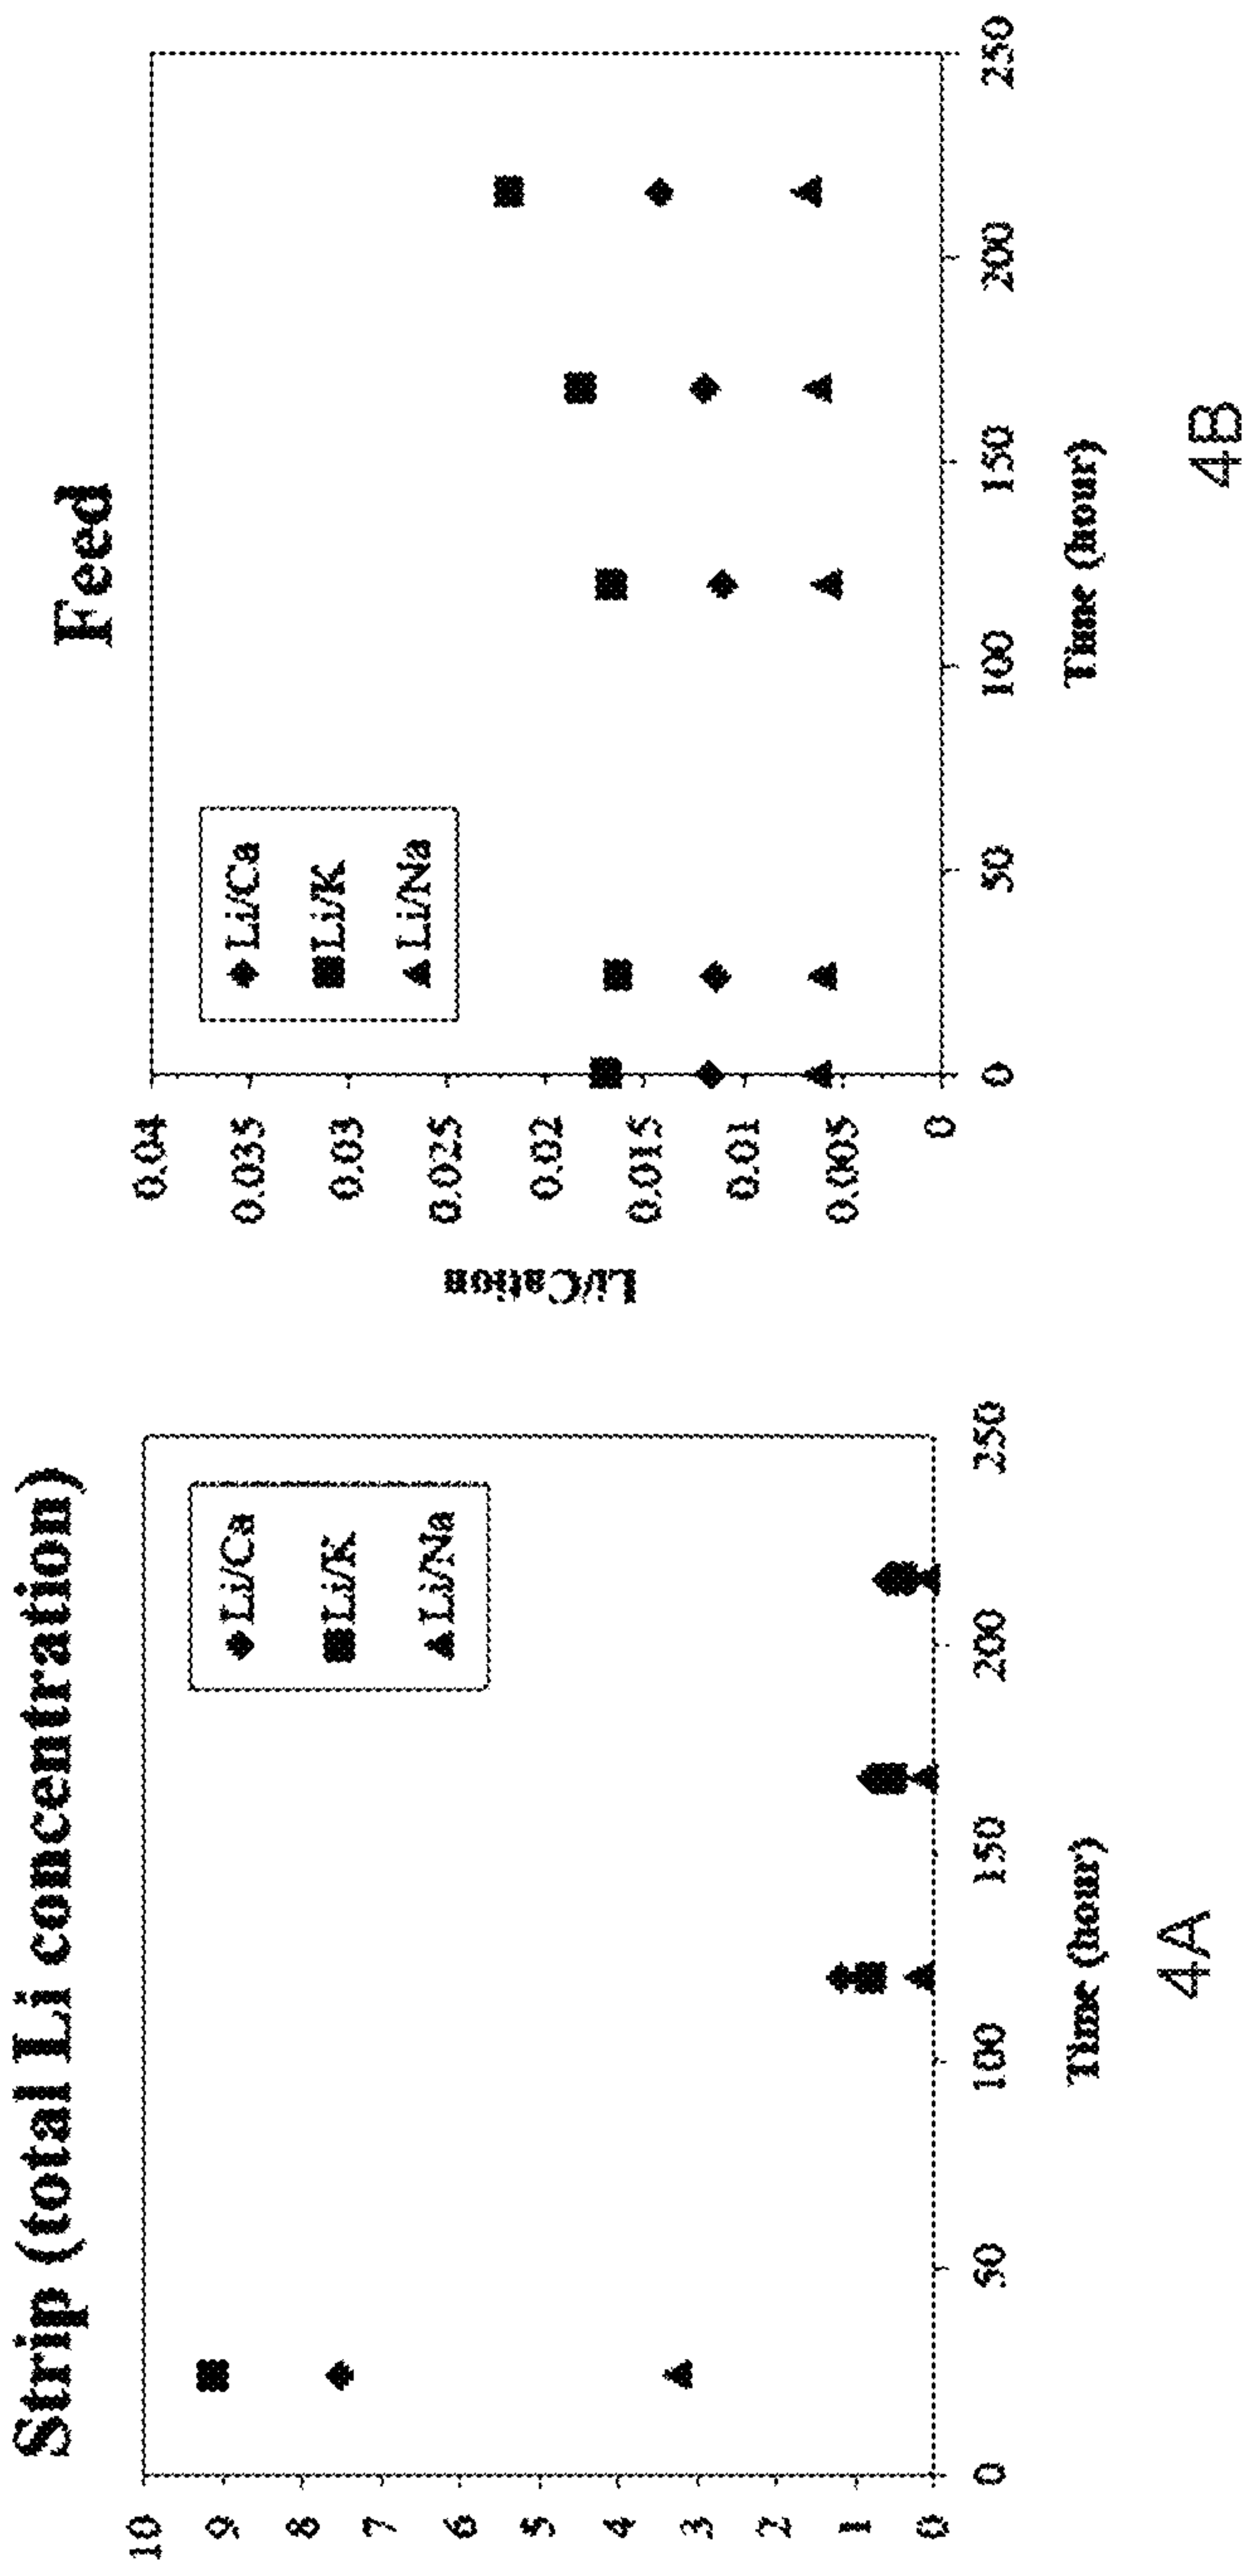 Strip (total Li concentration)
10
9
8
7
6
5
4
3
2
1
0
Li/Ca
Li/K
Li/Na
0
50
100
150
200
250
Time (hour)
4A
Feed
Li/Cation
0.04
0.035
0.03
0.025
0.02
0.015
0.01
0.005
0
Li/Ca
Li/K
Li/Na
0
50
100
150
200
250
Time (hour)
4B